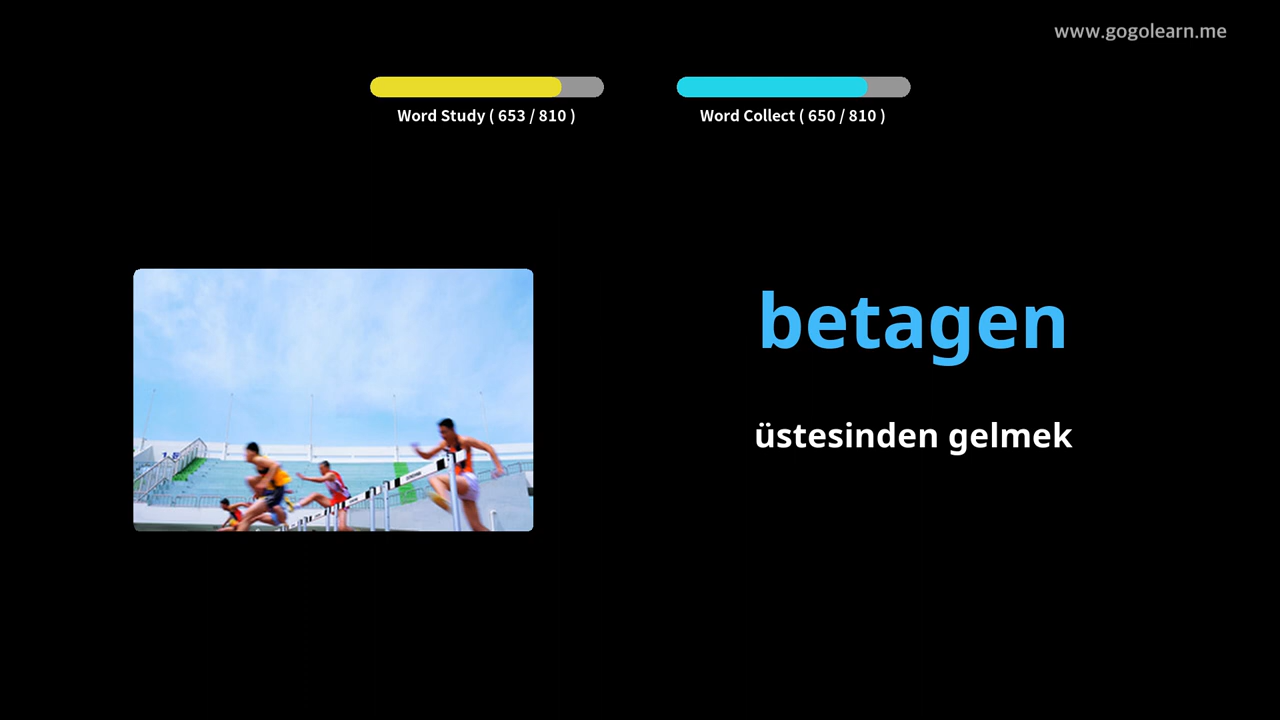 www.gogolearn.me
Word Study ( 653 / 810 )
Word Collect ( 650 / 810 )
betagen
üstesinden gelmek